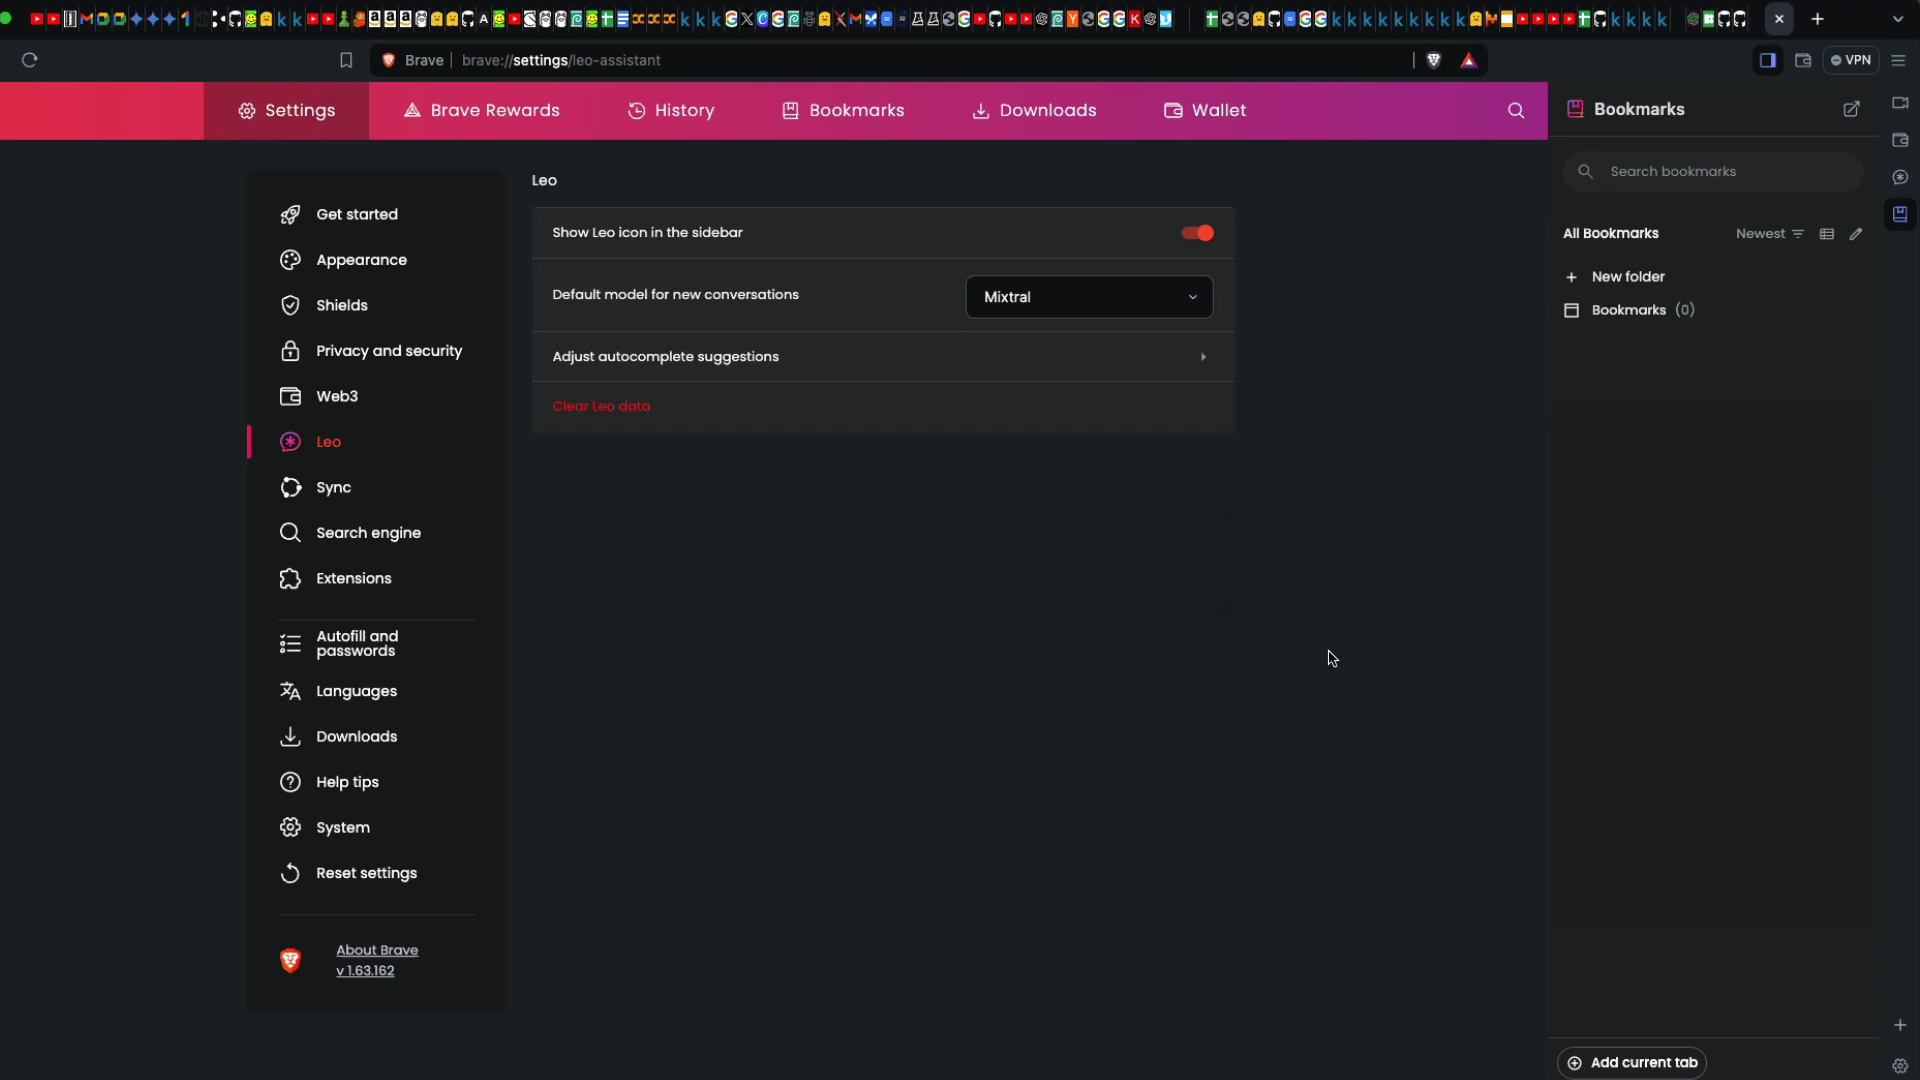 Brave
brave://settings/leo-assistant
VPN
Settings
Brave Rewards
History
Bookmarks
Downloads
Wallet
Get started
Appearance
Shields
Privacy and security
Web3
Leo
Sync
Search engine
Extensions
Autofill and
passwords
Languages
Downloads
Help tips
System
Reset settings
About Brave
v 1.63.162
Leo
Show Leo icon in the sidebar
Default model for new conversations
Mixtral
Adjust autocomplete suggestions
Clear Leo data
Bookmarks
Search bookmarks
All Bookmarks
Newest
New folder
Bookmarks (0)
Add current tab